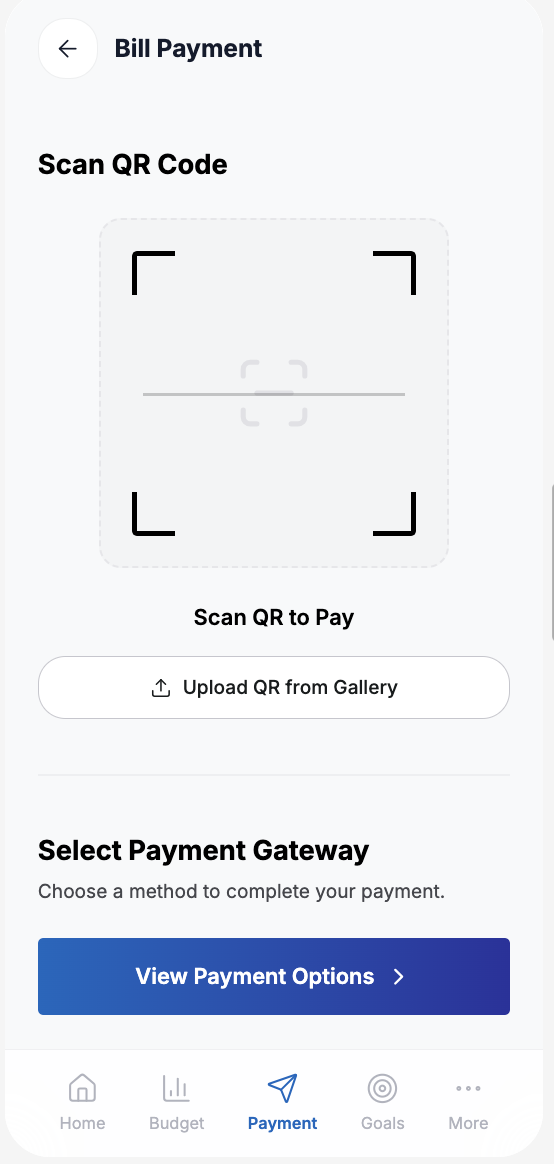 Bill Payment
Scan QR Code
Scan QR to Pay
Upload QR from Gallery
Select Payment Gateway
Choose a method to complete your payment.
View Payment Options
Home
Budget
Payment
Goals
More